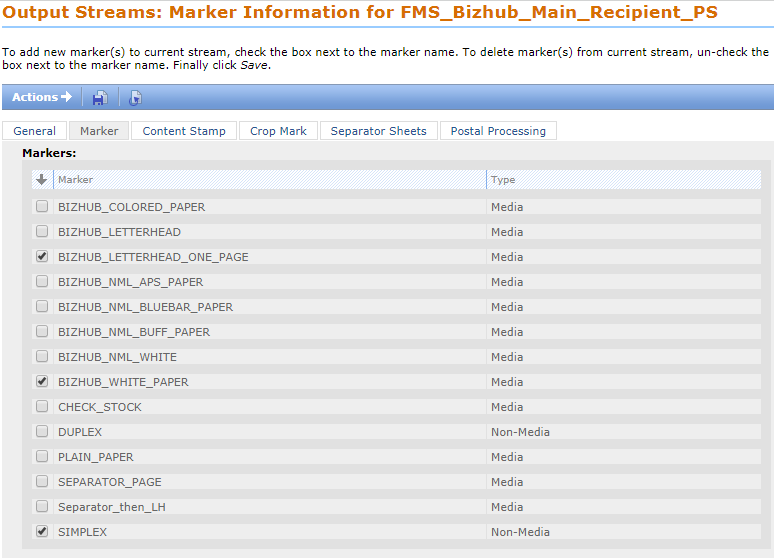 Output Streams: Marker Information for FMS_Bizhub_Main_Recipient_PS
To add new marker(s) to current stream, check the box next to the marker name. To delete marker(s) from current stream, un-check the
box next to the marker name. Finally click Save.
Actions
General Marker Content Stamp Crop Mark Separator Sheets Postal Processing
Markers:
Marker Type
BIZHUB_COLORED_PAPER Media
BIZHUB_LETTERHEAD Media
BIZHUB_LETTERHEAD_ONE_PAGE Media
BIZHUB_NML_APS_PAPER Media
BIZHUB_NML_BLUEBAR_PAPER Media
BIZHUB_NML_BUFF_PAPER Media
BIZHUB_NML_WHITE Media
BIZHUB_WHITE_PAPER Media
CHECK_STOCK Media
DUPLEX Non-Media
PLAIN_PAPER Media
SEPARATOR_PAGE Media
Separator_then_LH Media
SIMPLEX Non-Media